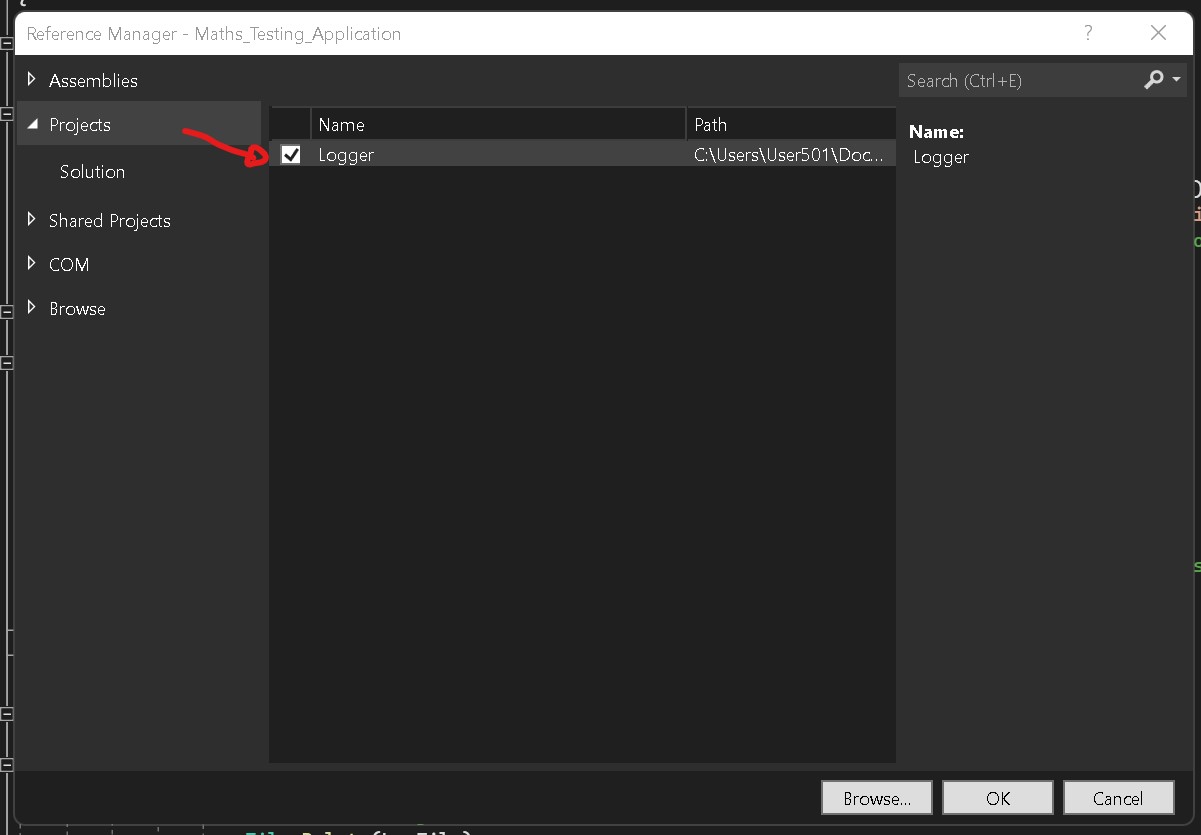 Reference Manager - Maths_Testing_Application
?
Assemblies
Projects
Solution
Shared Projects
COM
Browse
Name Path
Logger C:\Users\User501\Doc...
Search (Ctrl+E)
Name:
Logger
Browse... OK Cancel